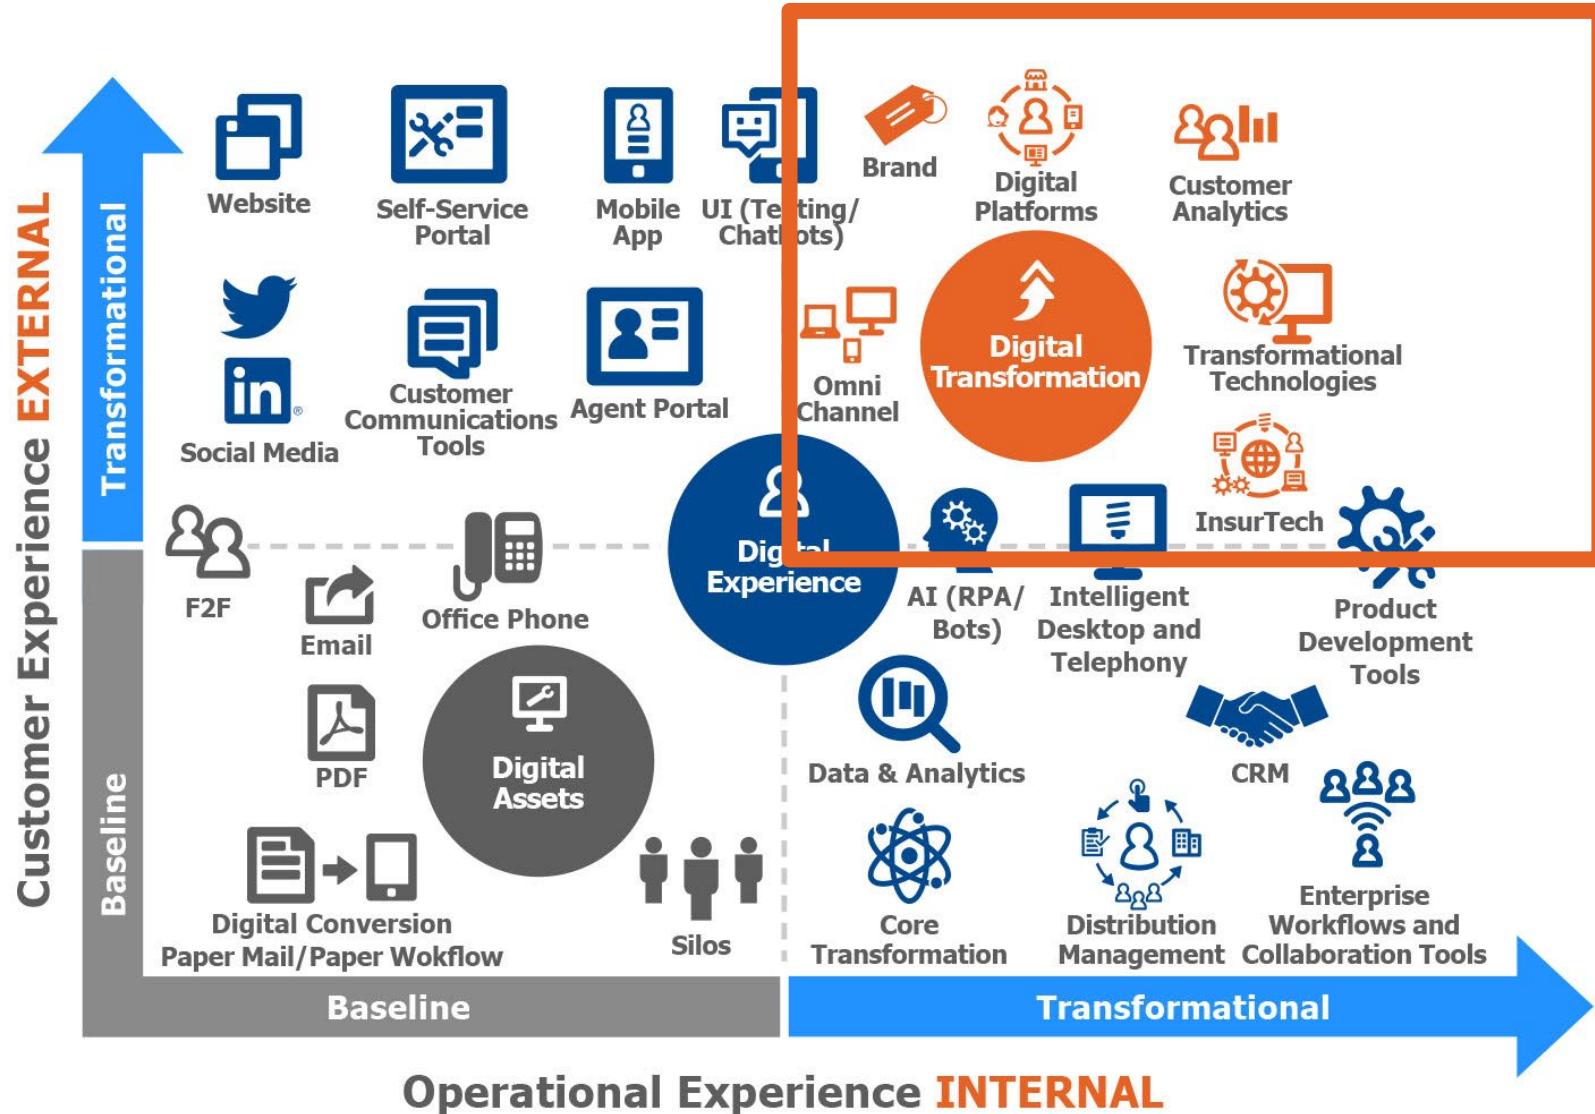 Customer Experience EXTERNAL
Transformational
Baseline
Website
Self-Service
Portal
Mobile
App
UI (Texting/
Chatbots)
Brand
Digital
Platforms
Customer
Analytics
in
Social Media
Customer
Communications
Tools
Agent Portal
Omni
Channel
Digital
Transformation
Transformational
Technologies
InsurTech
F2F
Email
Office Phone
Digital
Experience
AI (RPA/
Bots)
Intelligent
Desktop and
Telephony
Product
Development
Tools
PDF
Digital
Assets
Data & Analytics
CRM
Digital Conversion
Paper Mail/Paper Wokflow
Silos
Core
Transformation
Distribution
Management
Enterprise
Workflows and
Collaboration Tools
Baseline
Transformational
Operational Experience INTERNAL